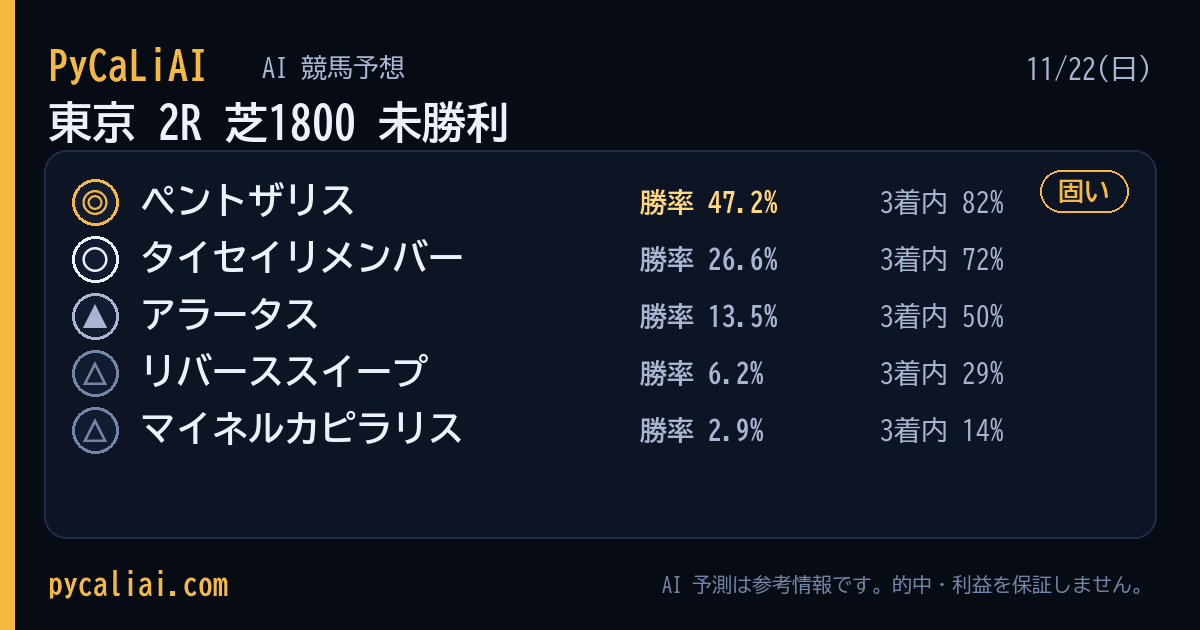 PyCaLiAI AI 競馬予想 11/22(日)
東京 2R 芝1800 未勝利
◎ ペントザリス 勝率 47.2% 3着内 82% 固い
○ タイセイリメンバー 勝率 26.6% 3着内 72%
▲ アラータス 勝率 13.5% 3着内 50%
△ リバーススイープ 勝率 6.2% 3着内 29%
△ マイネルカピラリス 勝率 2.9% 3着内 14%
pycaliai.com AI 予測は参考情報です。的中・利益を保証しません。